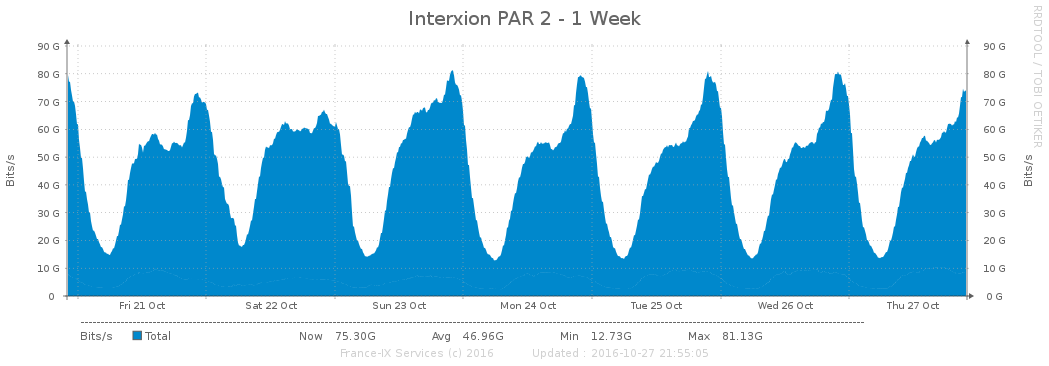 Interxion PAR 2 - 1 Week
RRDTOOL / TOBI OETIKER
Bits/s
90 G
80 G
70 G
60 G
50 G
40 G
30 G
20 G
10 G
0
90 G
80 G
70 G
60 G
50 G
40 G
30 G
20 G
10 G
0 G
Bits/s
Fri 21 Oct Sat 22 Oct Sun 23 Oct Mon 24 Oct Tue 25 Oct Wed 26 Oct Thu 27 Oct
Bits/s Total Now 75.30G Avg 46.96G Min 12.73G Max 81.13G
France-IX Services (c) 2016 Updated : 2016-10-27 21:55:05